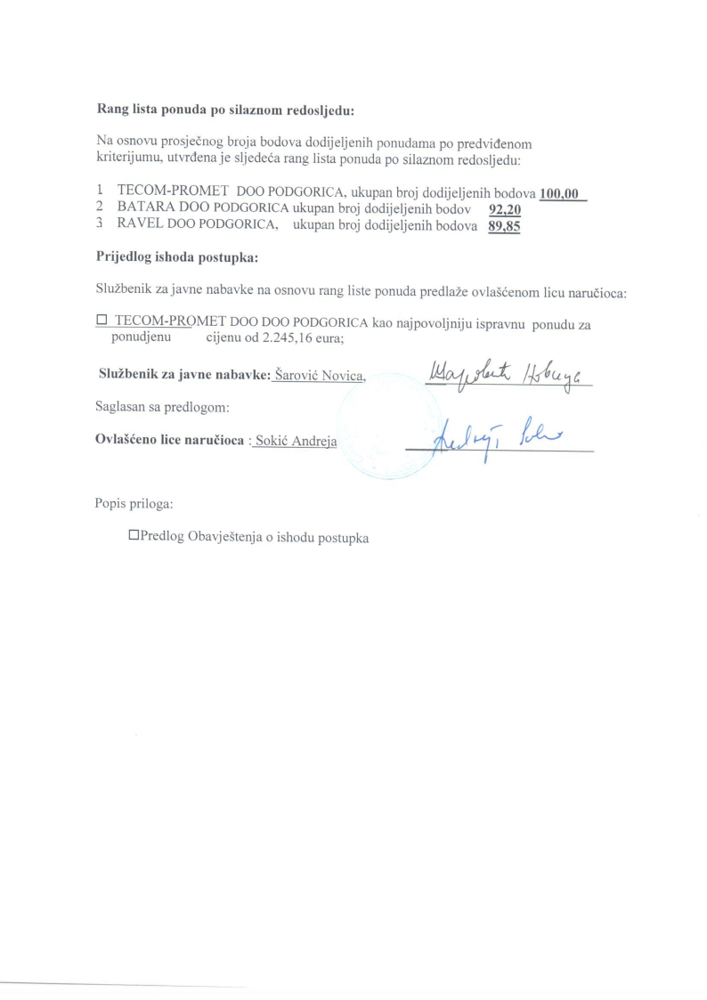 Rang lista ponuda po silaznom redosljedu:
Na osnovu prosječnog broja bodova dodijeljenih ponudama po predviđenom
kriterijumu, utvrđena je sljedeća rang lista ponuda po silaznom redosljedu:
1 TECOM-PROMET DOO PODGORICA, ukupan broj dodijeljenih bodova 100,00
2 BATARA DOO PODGORICA ukupan broj dodijeljenih bodov 92,20
3 RAVEL DOO PODGORICA, ukupan broj dodijeljenih bodova 89,85
Prijedlog ishoda postupka:
Službenik za javne nabavke na osnovu rang liste ponuda predlaže ovlašćenom licu naručioca:
☐ TECOM-PROMET DOO DOO PODGORICA kao najpovoljniju ispravnu ponudu za
ponudjenu cijenu od 2.245,16 eura;
Službenik za javne nabavke: Šarović Novica, Шаровић Новица
Saglasan sa predlogom:
Ovlašćeno lice naručioca : Sokić Andreja
Popis priloga:
☐Predlog Obavještenja o ishodu postupka